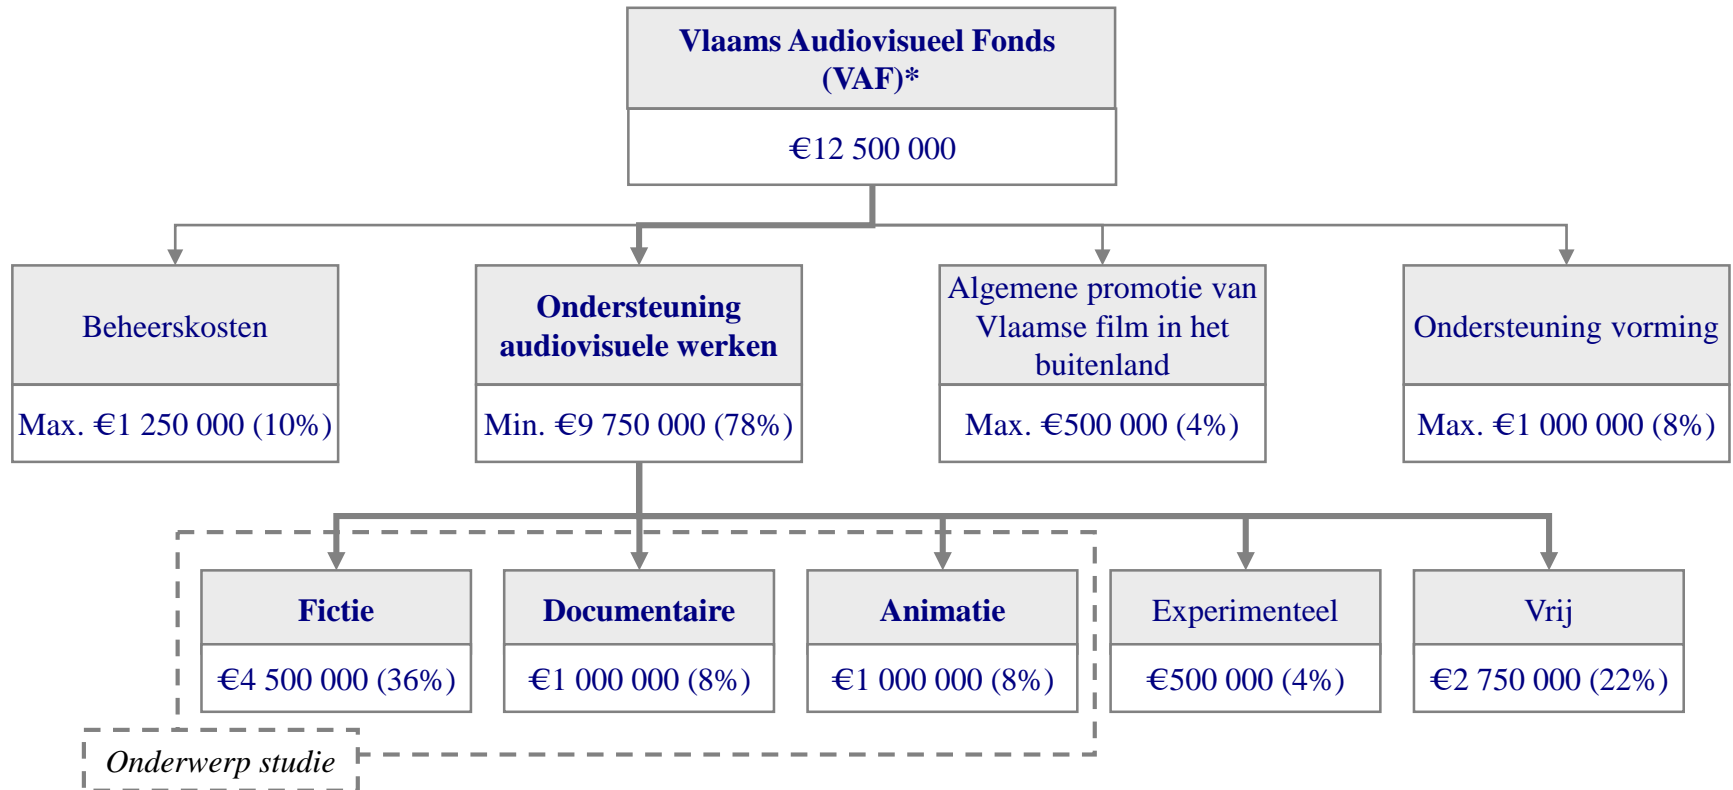 Vlaams Audiovisueel Fonds
(VAF)*
€12 500 000
Beheerskosten
Max. €1 250 000 (10%)
Ondersteuning
audiovisuele werken
Min. €9 750 000 (78%)
Algemene promotie van
Vlaamse film in het
buitenland
Max. €500 000 (4%)
Ondersteuning vorming
Max. €1 000 000 (8%)
Fictie
€4 500 000 (36%)
Documentaire
€1 000 000 (8%)
Animatie
€1 000 000 (8%)
Experimenteel
€500 000 (4%)
Vrij
€2 750 000 (22%)
Onderwerp studie